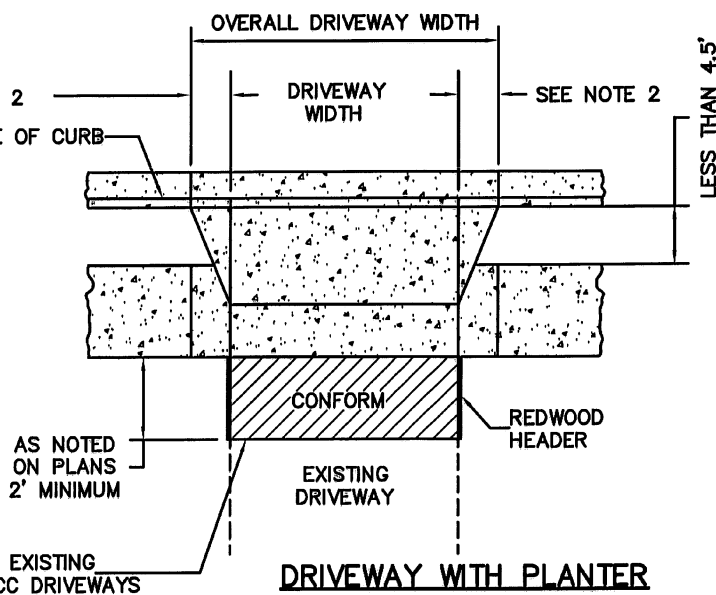 OVERALL DRIVEWAY WIDTH
2
DRIVEWAY
WIDTH
SEE NOTE 2
LESS THAN 4.5'
OF CURB
CONFORM
REDWOOD
HEADER
AS NOTED
ON PLANS
2' MINIMUM
EXISTING
DRIVEWAY
EXISTING
CC DRIVEWAYS
DRIVEWAY WITH PLANTER